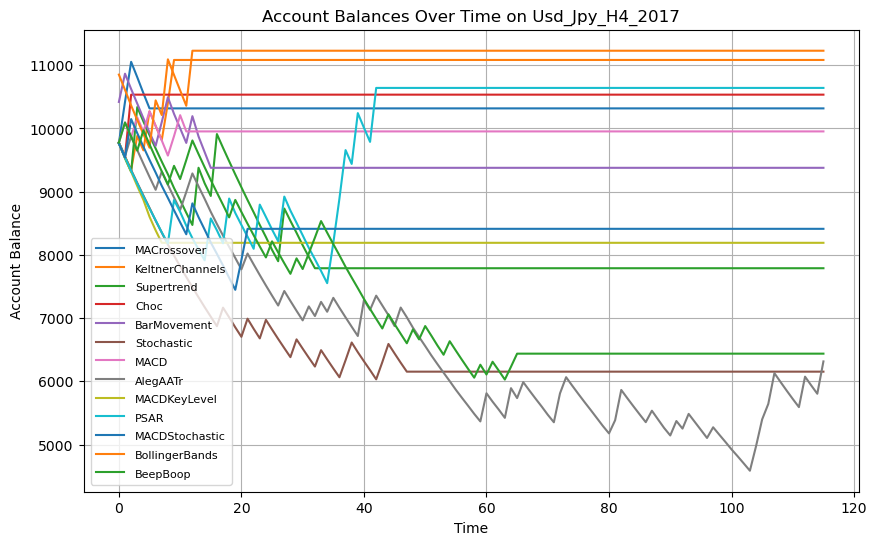 Account Balances Over Time on Usd_Jpy_H4_2017
Account Balance
11000
10000
9000
8000
7000
6000
5000
MACrossover
KeltnerChannels
Supertrend
Choc
BarMovement
Stochastic
MACD
AlegAATr
MACDKeyLevel
PSAR
MACDStochastic
BollingerBands
BeepBoop
0 20 40 60 80 100 120
Time